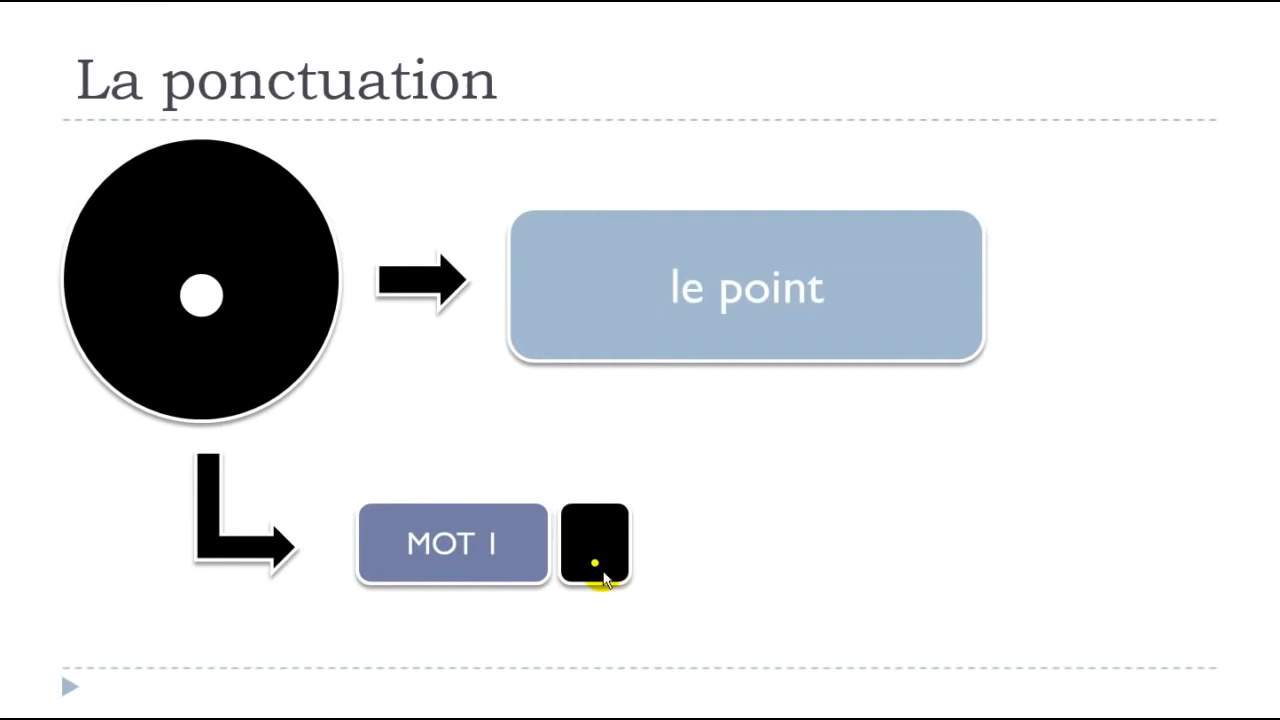 La ponctuation
.
le point
MOT 1
.